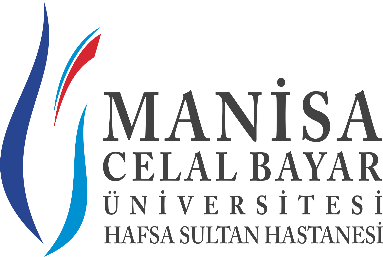 MANİSA
CELAL BAYAR
ÜNİVERSİTESİ
HAFSA SULTAN HASTANESİ